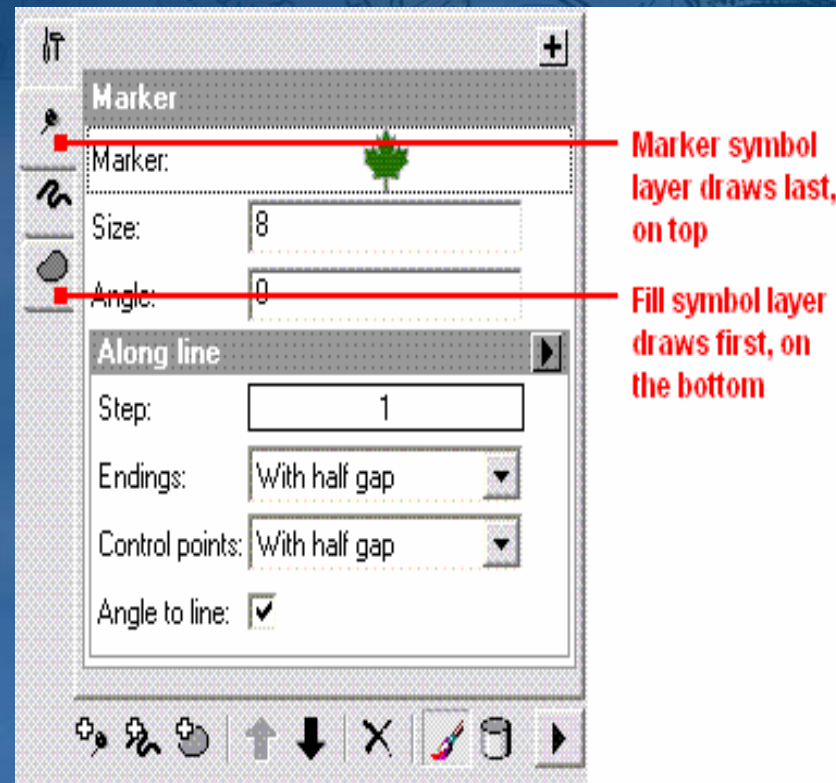 Marker
Marker:
Size: 8
Angle: 0
Along line
Step: 1
Endings: With half gap
Control points: With half gap
Angle to line:
Marker symbol
layer draws last,
on top
Fill symbol layer
draws first, on
the bottom